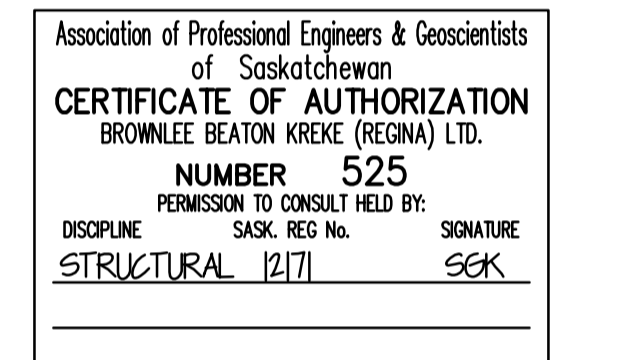 Association of Professional Engineers & Geoscientists
of Saskatchewan
CERTIFICATE OF AUTHORIZATION
BROWNLEE BEATON KREKE (REGINA) LTD.
NUMBER 525
PERMISSION TO CONSULT HELD BY:
DISCIPLINE SASK. REG No. SIGNATURE
STRUCTURAL 12171 SGK